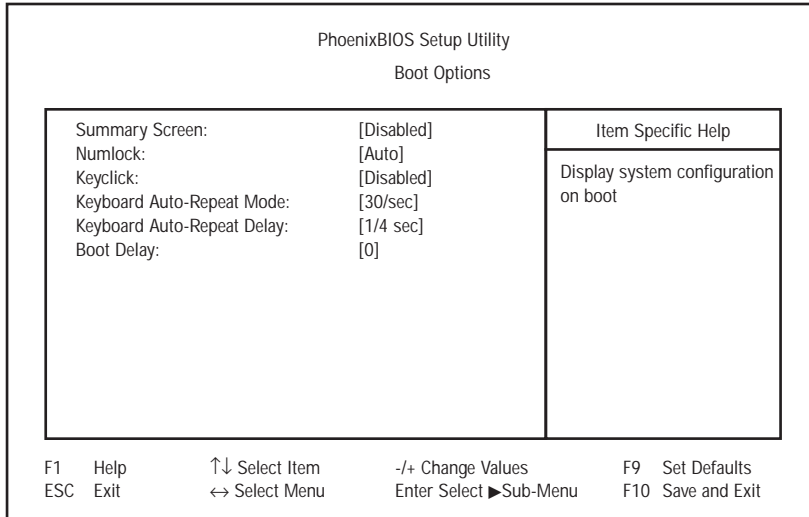 PhoenixBIOS Setup Utility
Boot Options
Summary Screen: [Disabled]
Numlock: [Auto]
Keyclick: [Disabled]
Keyboard Auto-Repeat Mode: [30/sec]
Keyboard Auto-Repeat Delay: [1/4 sec]
Boot Delay: [0]
Item Specific Help
Display system configuration
on boot
F1 Help ↑↓ Select Item -/+ Change Values F9 Set Defaults
ESC Exit ↔ Select Menu Enter Select ▶Sub-Menu F10 Save and Exit